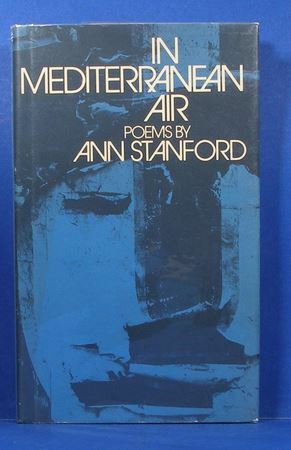 IN
MEDITERRANEAN
AIR
POEMS BY
ANN STANFORD